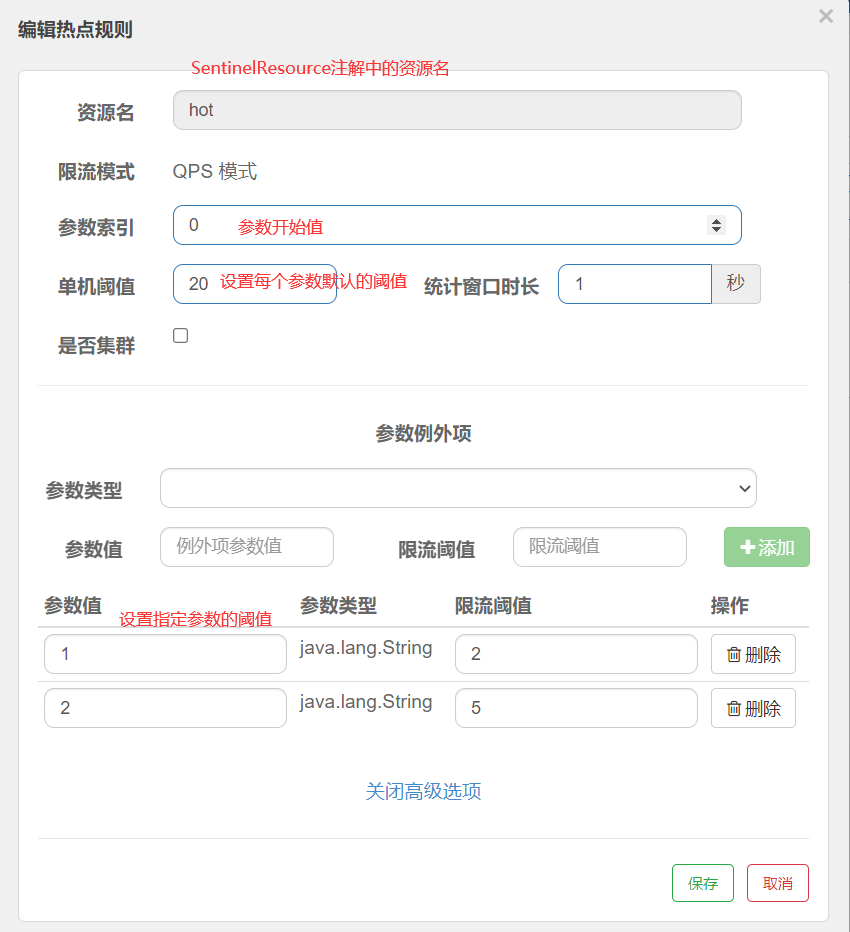 编辑热点规则
×
SentinelResource注解中的资源名
资源名 hot
限流模式 QPS 模式
参数索引 0 参数开始值
单机阈值 20 设置每个参数默认的阈值 统计窗口时长 1 秒
是否集群
参数例外项
参数类型
参数值 例外项参数值 限流阈值 限流阈值 添加
参数值 设置指定参数的阈值 参数类型 限流阈值 操作
1 java.lang.String 2 删除
2 java.lang.String 5 删除
关闭高级选项
保存 取消